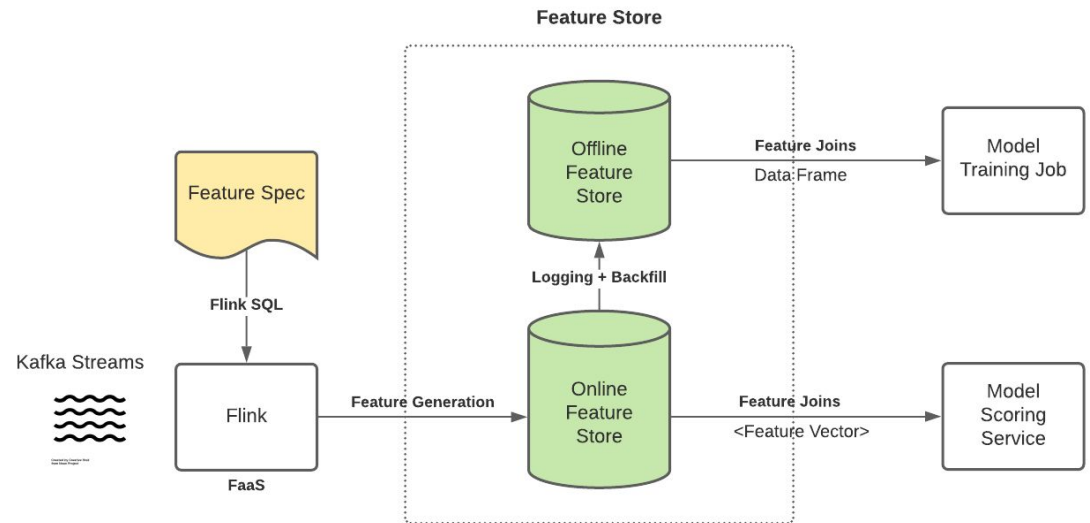 Feature Store
Offline
Feature
Store
Feature Joins
Data Frame
Model
Training Job
Feature Spec
Logging + Backfill
Flink SQL
Kafka Streams
Flink
FaaS
Feature Generation
Online
Feature
Store
Feature Joins
<Feature Vector>
Model
Scoring
Service